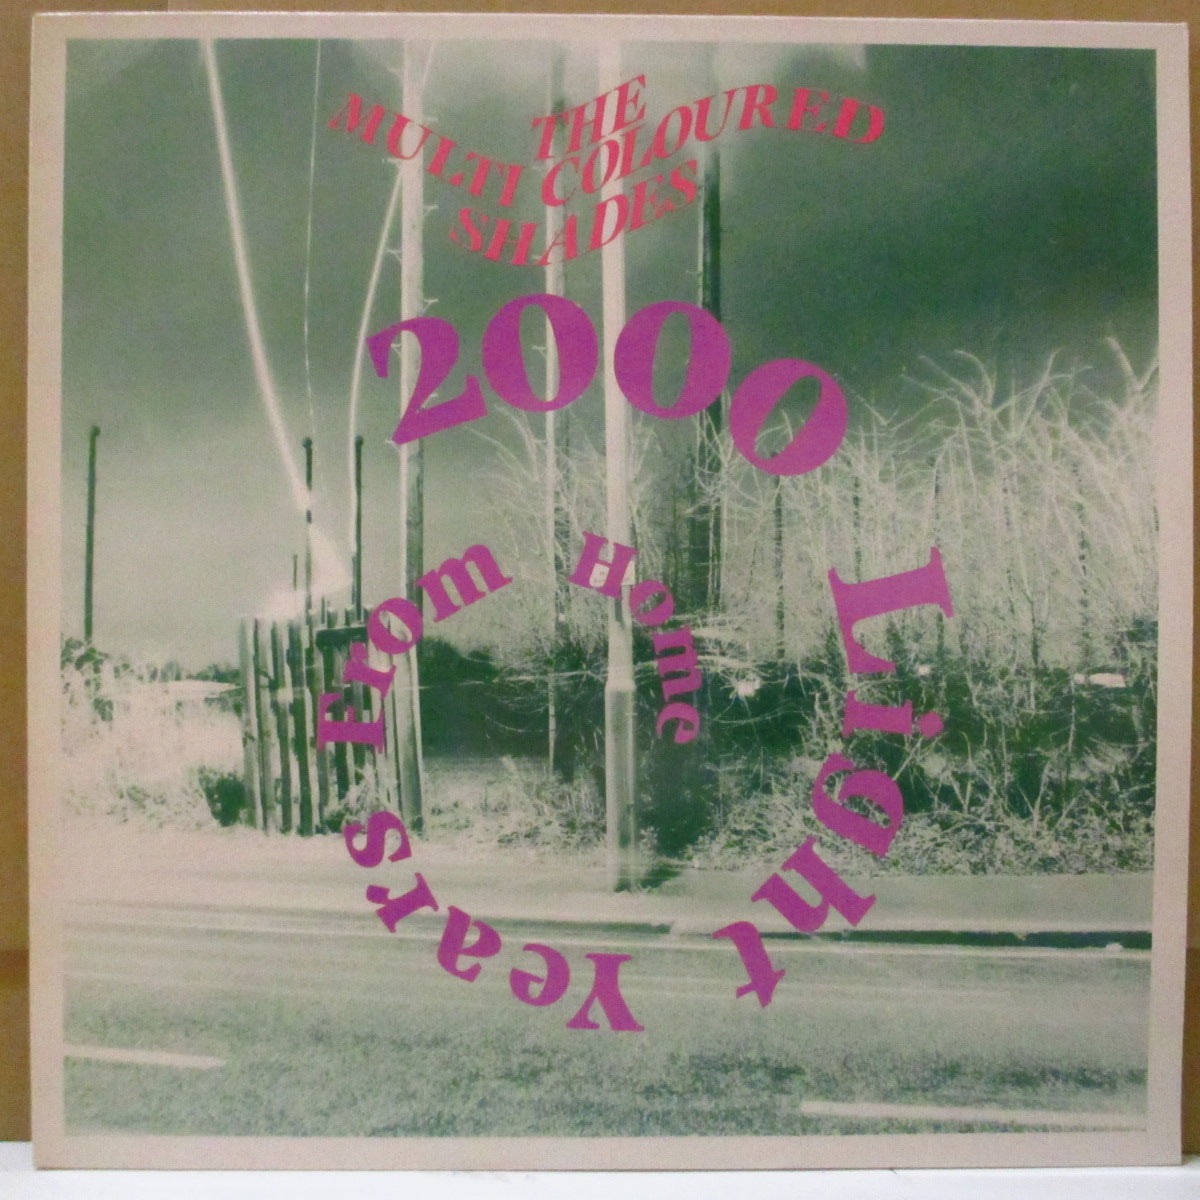 THE
MULTI COLOURED
SHADES
2000 Light Years From Home